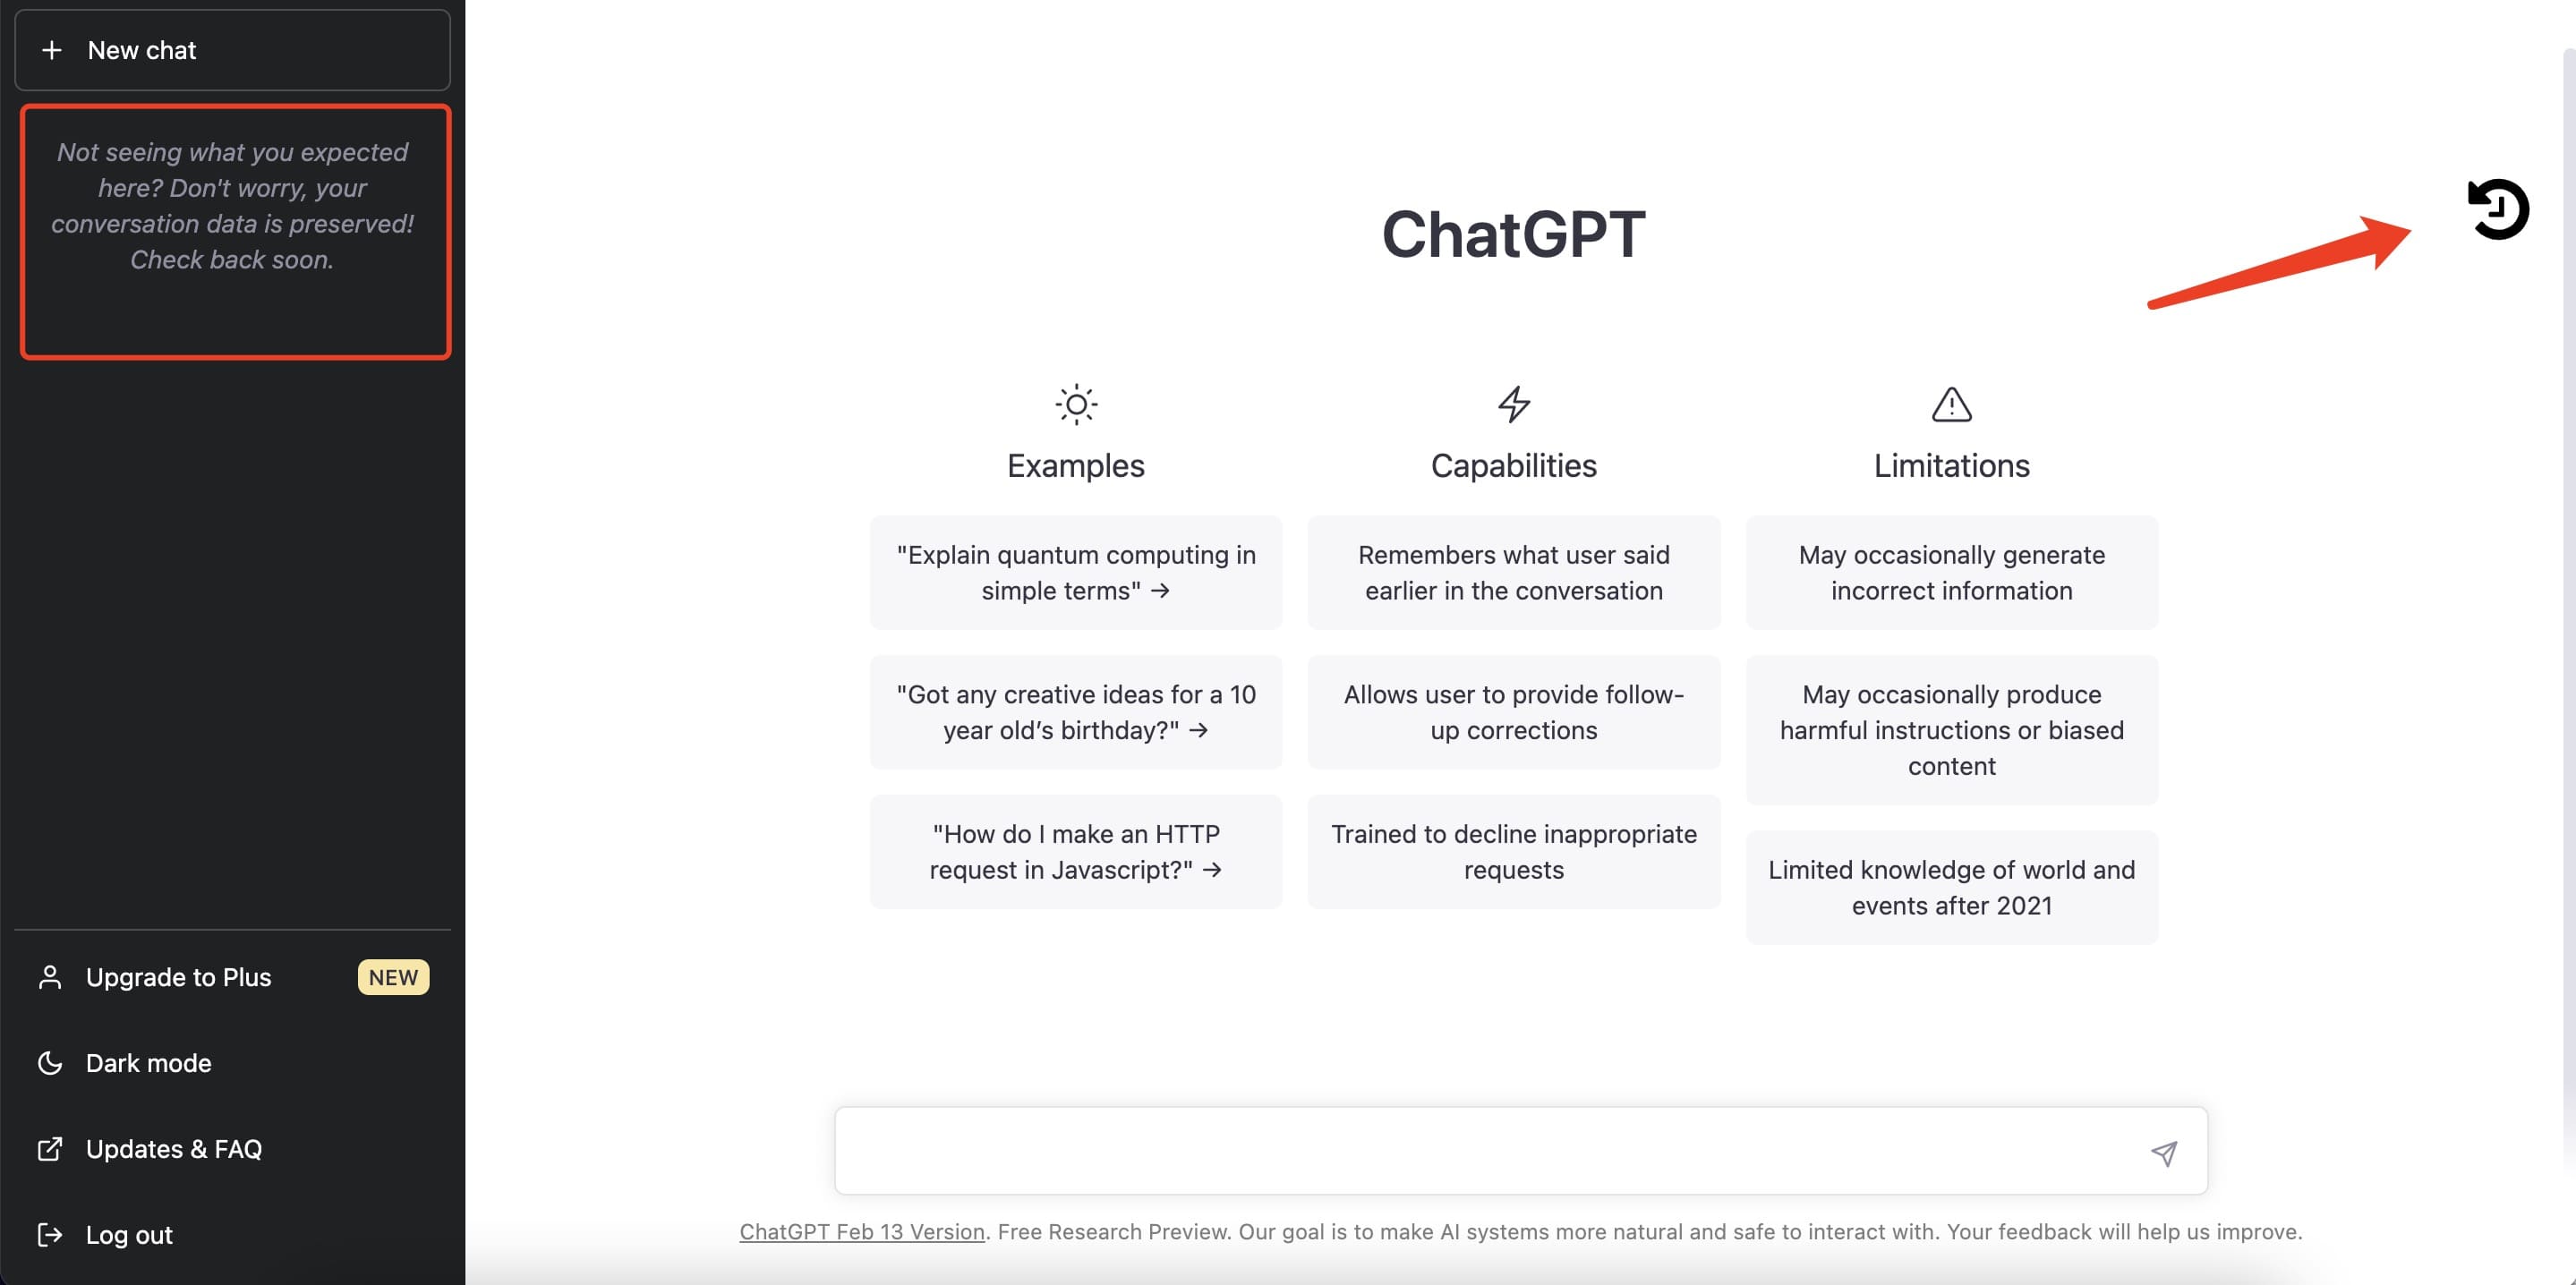 New chat
Not seeing what you expected
here? Don't worry, your
conversation data is preserved!
Check back soon.
Upgrade to Plus NEW
Dark mode
Updates & FAQ
Log out
ChatGPT
Examples
"Explain quantum computing in
simple terms" →
"Got any creative ideas for a 10
year old’s birthday?" →
"How do I make an HTTP
request in Javascript?" →
Capabilities
Remembers what user said
earlier in the conversation
Allows user to provide follow-
up corrections
Trained to decline inappropriate
requests
Limitations
May occasionally generate
incorrect information
May occasionally produce
harmful instructions or biased
content
Limited knowledge of world and
events after 2021
ChatGPT Feb 13 Version. Free Research Preview. Our goal is to make AI systems more natural and safe to interact with. Your feedback will help us improve.